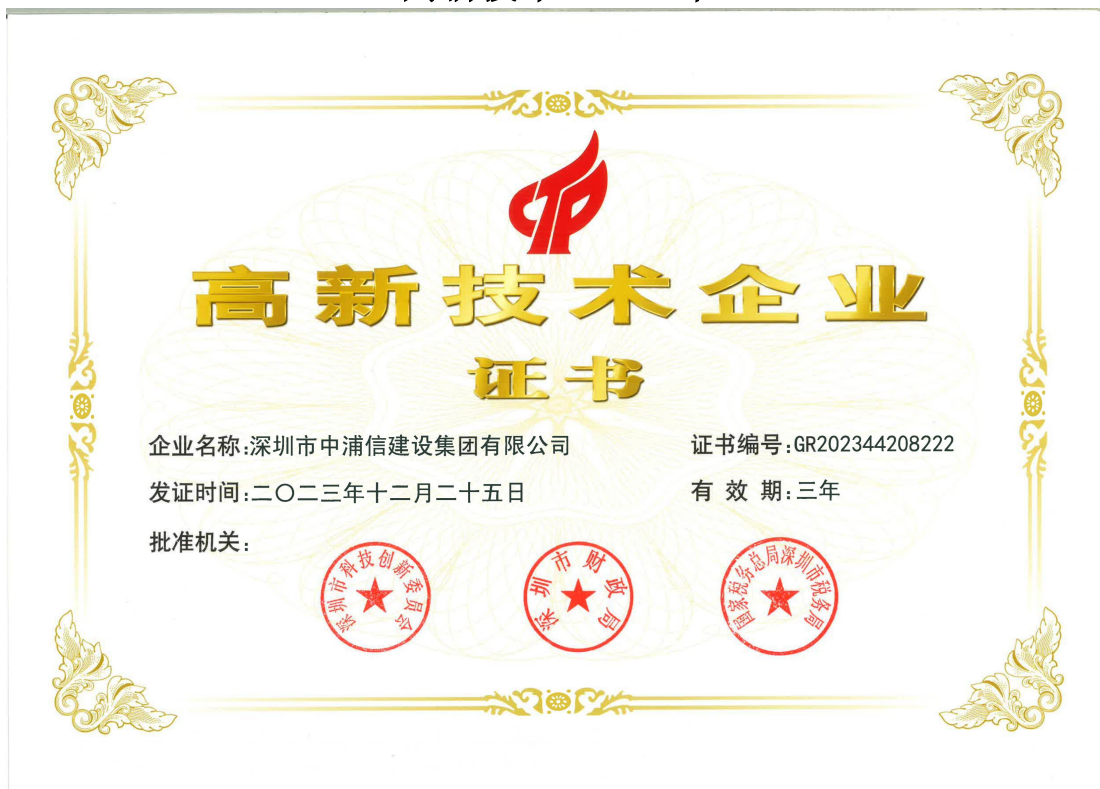 高新技术企业
证书
企业名称:深圳市中浦信建设集团有限公司
证书编号:GR202344208222
发证时间:二〇二三年十二月二十五日
有 效 期:三年
批准机关:
深圳市科技创新委员会
深圳市财政局
国家税务总局深圳市税务局